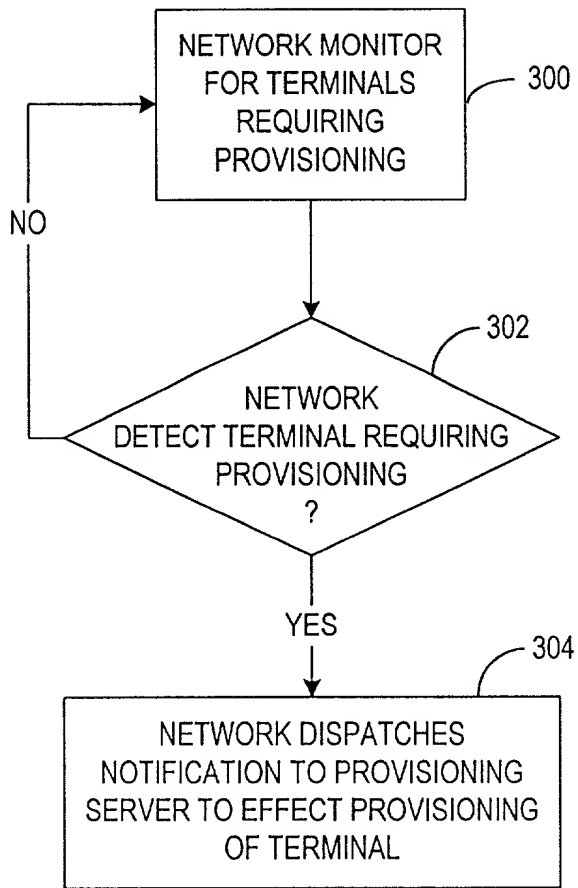 NETWORK MONITOR
FOR TERMINALS
REQUIRING
PROVISIONING
300
NO
302
NETWORK
DETECT TERMINAL REQUIRING
PROVISIONING
?
YES
304
NETWORK DISPATCHES
NOTIFICATION TO PROVISIONING
SERVER TO EFFECT PROVISIONING
OF TERMINAL